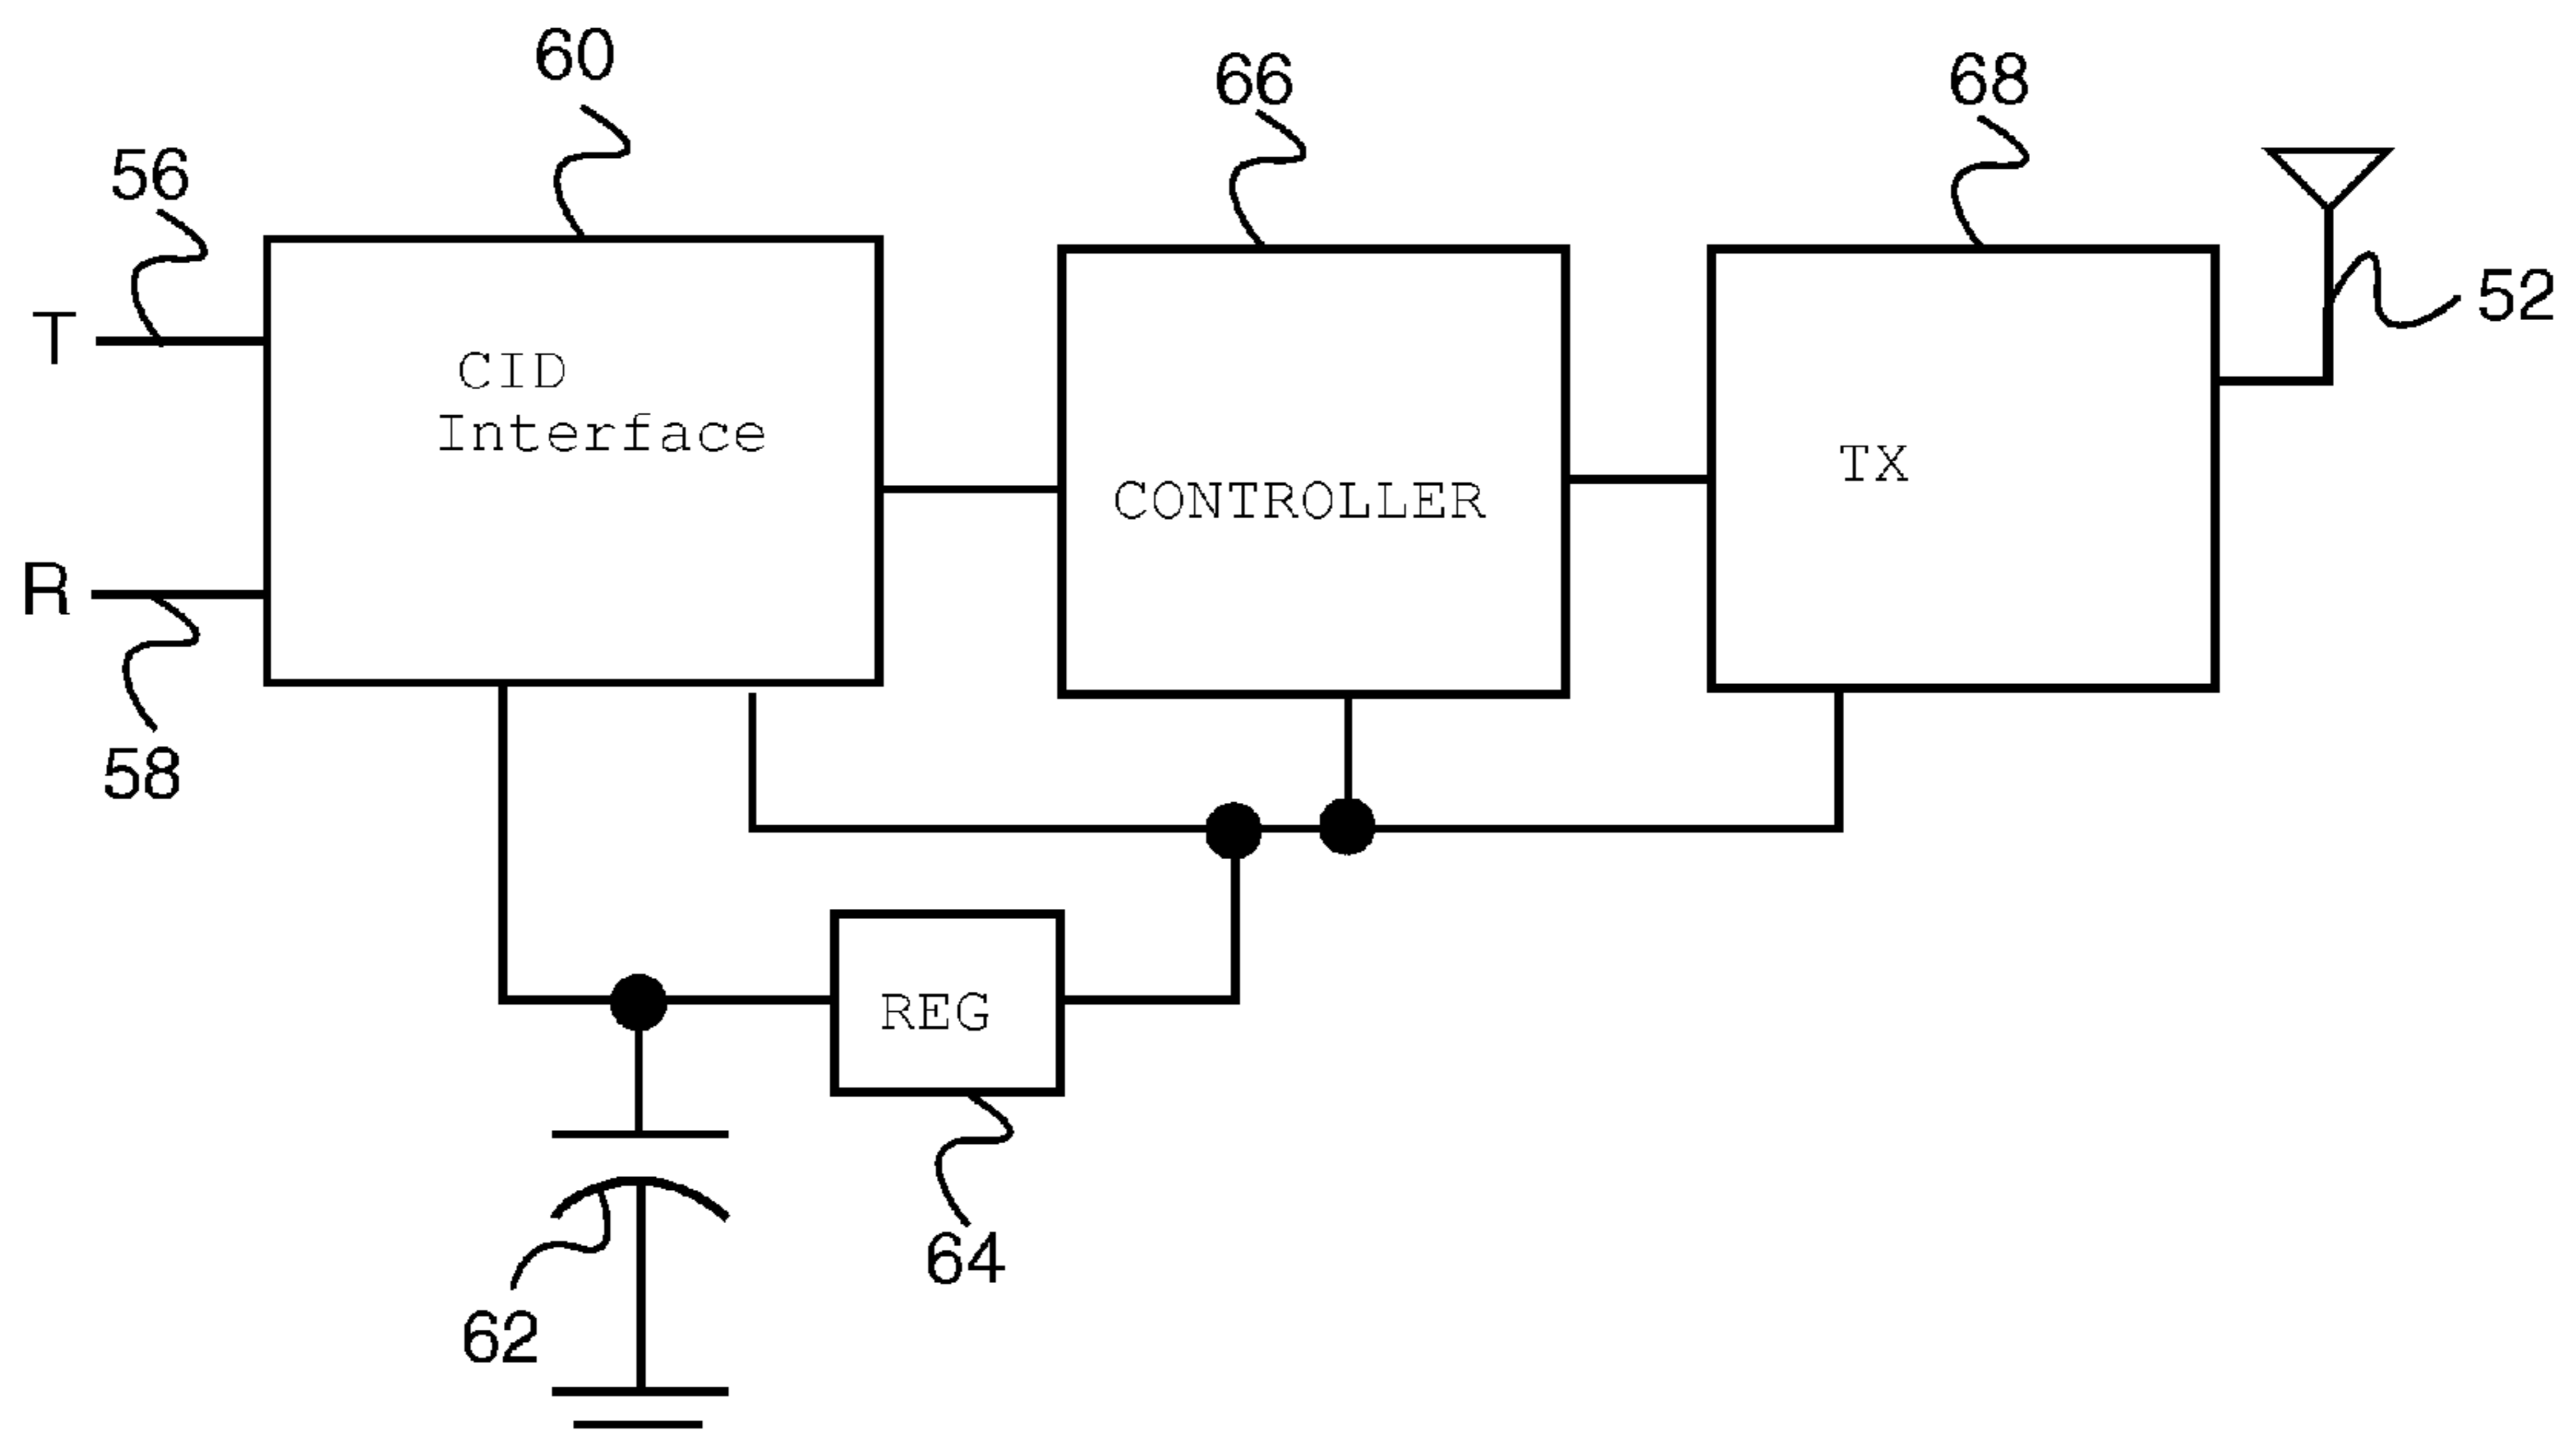 60
66
68
56
52
T
CID
Interface
TX
CONTROLLER
R
58
REG
64
62